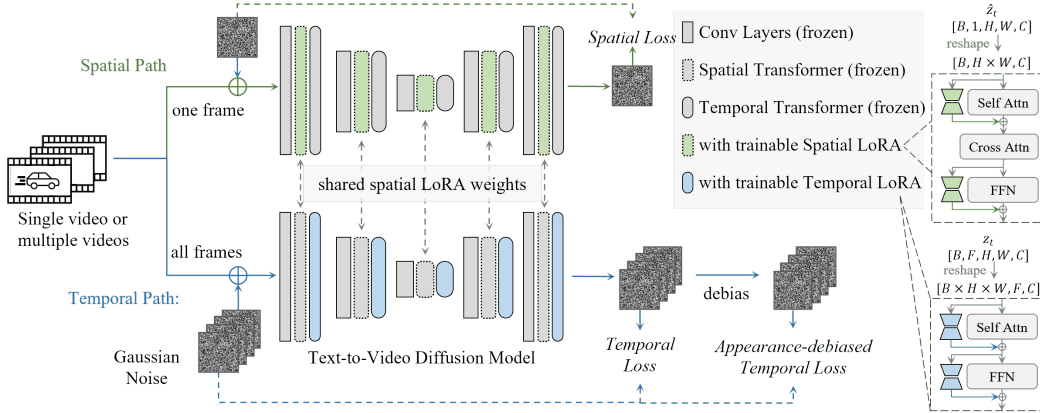 Spatial Path
one frame
Spatial Loss
Single video or
multiple videos
shared spatial LoRA weights
all frames
Temporal Path:
Gaussian
Noise
Text-to-Video Diffusion Model
debias
Temporal
Loss
Appearance-debiased
Temporal Loss
Conv Layers (frozen)
Spatial Transformer (frozen)
Temporal Transformer (frozen)
with trainable Spatial LoRA
with trainable Temporal LoRA
ẑ_t
[B, 1, H, W, C]
reshape
[B, H × W, C]
Self Attn
Cross Attn
FFN
z_t
[B, F, H, W, C]
reshape
[B × H × W, F, C]
Self Attn
FFN